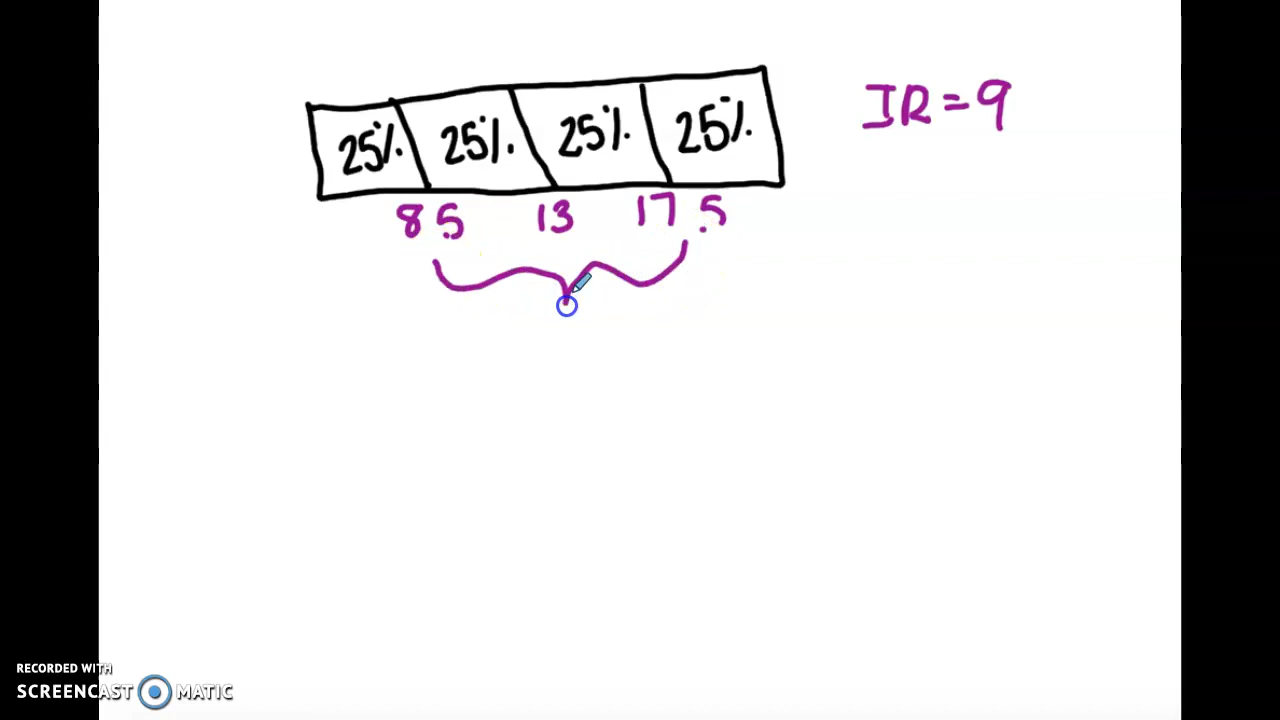 25% 25% 25% 25%
IR = 9
8.5 13 17.5
RECORDED WITH
SCREENCAST MATIC